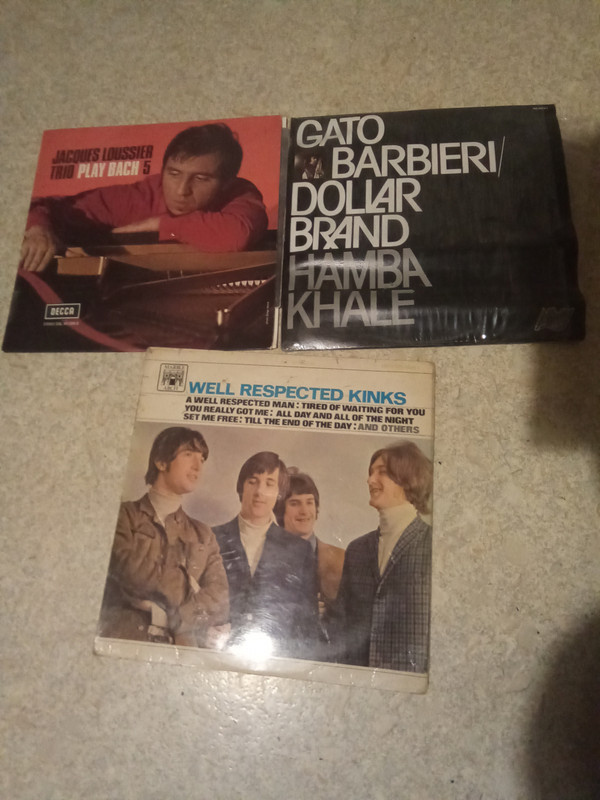 JACQUES LOUSSIER
TRIO PLAY BACH 5
DECCA
GATO
BARBIERI/
DOLLAR
BRAND
HAMBA
KHALE
MARBLE
ARCH
WELL RESPECTED KINKS
A WELL RESPECTED MAN: TIRED OF WAITING FOR YOU
YOU REALLY GOT ME: ALL DAY AND ALL OF THE NIGHT
SET ME FREE: TILL THE END OF THE DAY: AND OTHERS